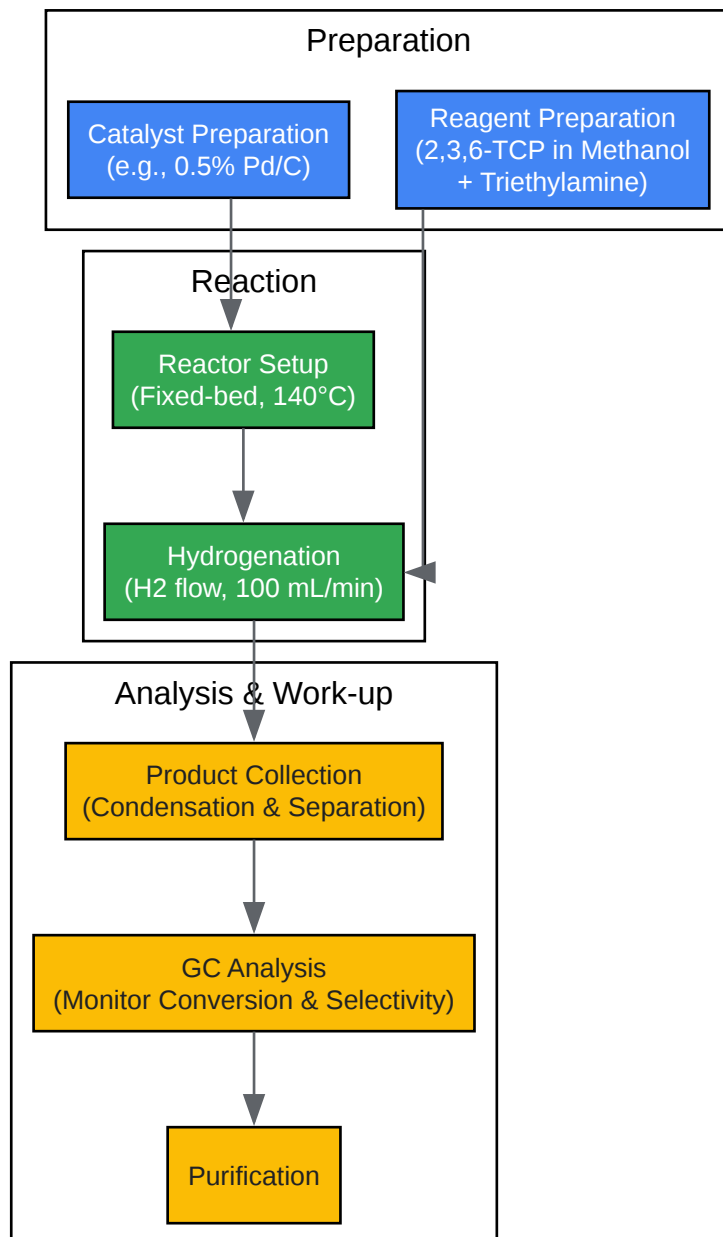 Preparation
Catalyst Preparation
(e.g., 0.5% Pd/C)
Reagent Preparation
(2,3,6-TCP in Methanol
+ Triethylamine)
Reaction
Reactor Setup
(Fixed-bed, 140°C)
Hydrogenation
(H2 flow, 100 mL/min)
Analysis & Work-up
Product Collection
(Condensation & Separation)
GC Analysis
(Monitor Conversion & Selectivity)
Purification